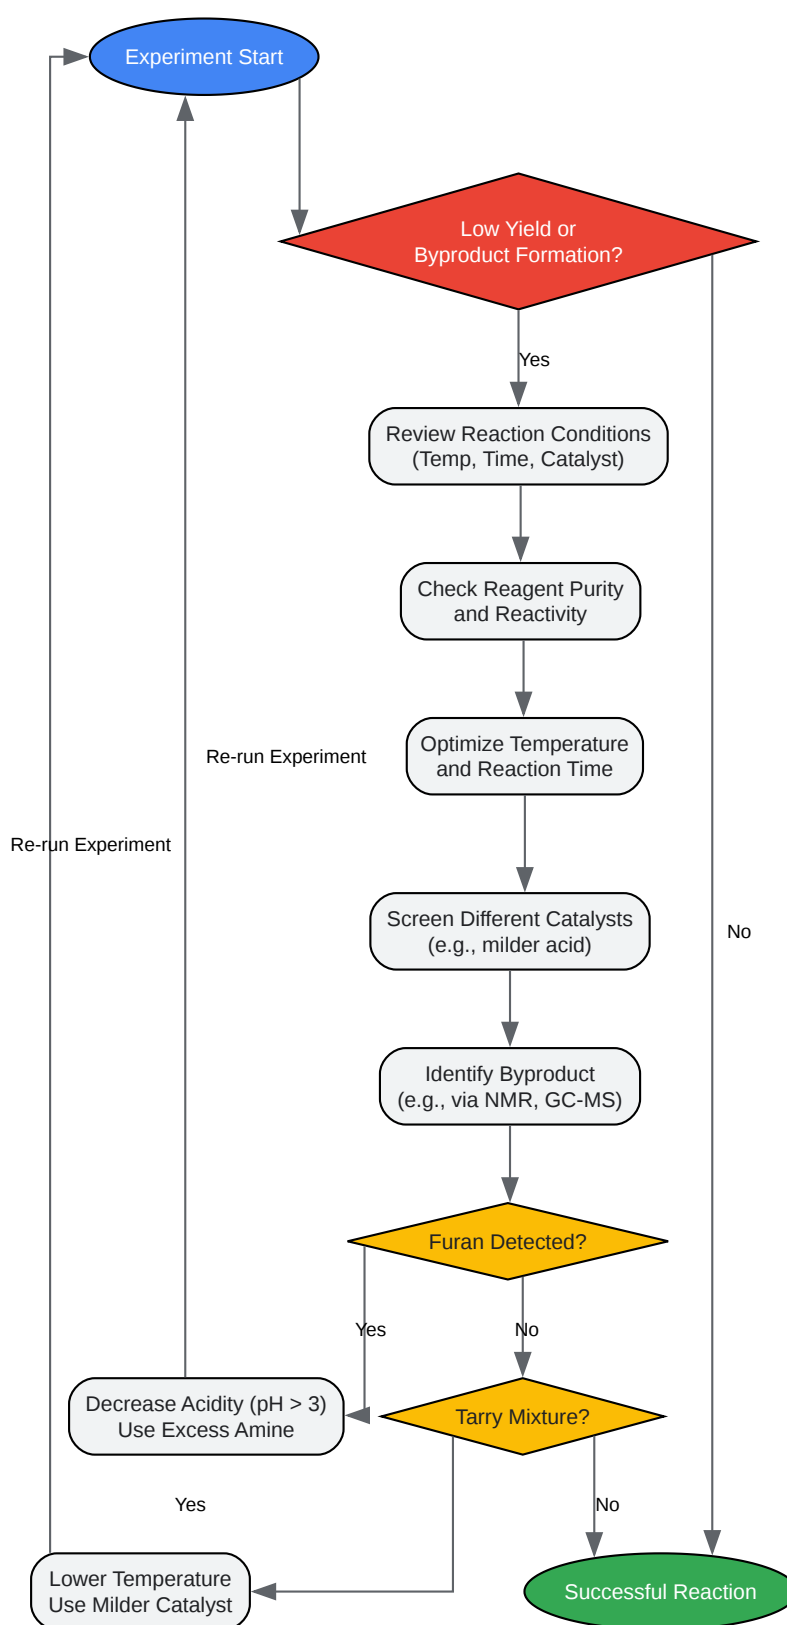 Experiment Start
Low Yield or
Byproduct Formation?
Yes
Review Reaction Conditions
(Temp, Time, Catalyst)
Check Reagent Purity
and Reactivity
Optimize Temperature
and Reaction Time
Re-run Experiment
Re-run Experiment
Screen Different Catalysts
(e.g., milder acid)
No
Identify Byproduct
(e.g., via NMR, GC-MS)
Furan Detected?
Yes
No
Decrease Acidity (pH > 3)
Use Excess Amine
Tarry Mixture?
Yes
No
Lower Temperature
Use Milder Catalyst
Successful Reaction